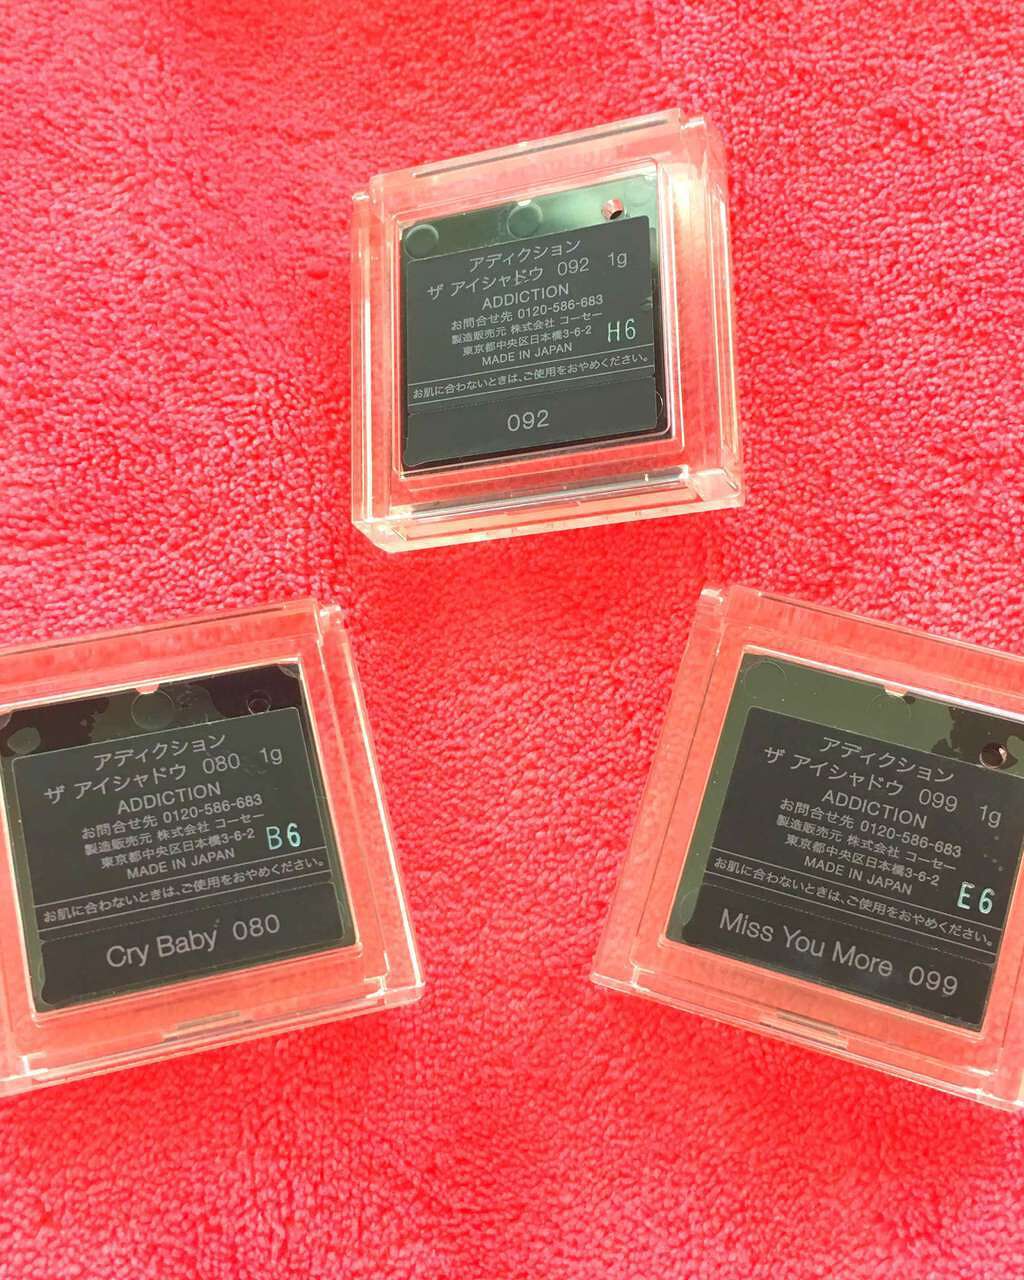 アディクション
ザ アイシャドウ 092 1g
ADDICTION
お問合せ先 0120-586-683
製造販売元 株式会社 コーセー
東京都中央区日本橋3-6-2
MADE IN JAPAN
H6
お肌に合わないときは、ご使用をおやめください。
092
アディクション
ザ アイシャドウ 080 1g
ADDICTION
お問合せ先 0120-586-683
製造販売元 株式会社 コーセー
東京都中央区日本橋3-6-2
MADE IN JAPAN
B6
お肌に合わないときは、ご使用をおやめください。
Cry Baby 080
アディクション
ザ アイシャドウ 099 1g
ADDICTION
お問合せ先 0120-586-683
製造販売元 株式会社 コーセー
東京都中央区日本橋3-6-2
MADE IN JAPAN
E6
お肌に合わないときは、ご使用をおやめください。
Miss You More 099